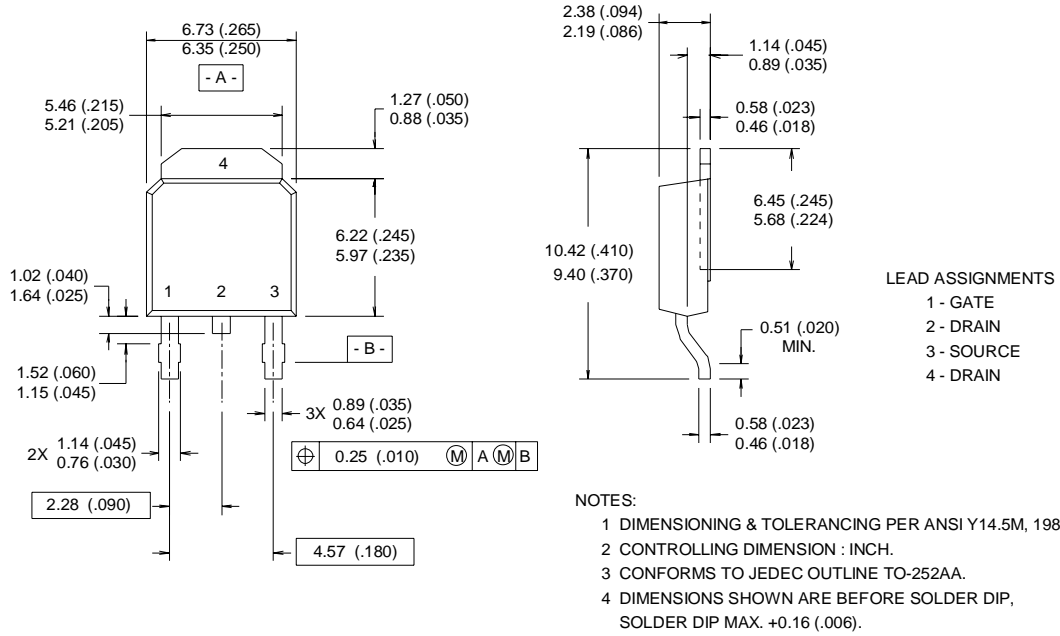 6.73 (.265)
6.35 (.250)
- A -
5.46 (.215)
5.21 (.205)
1.27 (.050)
0.88 (.035)
4
6.22 (.245)
5.97 (.235)
1.02 (.040)
1.64 (.025)
1 2 3
- B -
1.52 (.060)
1.15 (.045)
3X 0.89 (.035)
0.64 (.025)
2X 1.14 (.045)
0.76 (.030)
⌖ 0.25 (.010) Ⓜ A Ⓜ B
2.28 (.090)
4.57 (.180)
2.38 (.094)
2.19 (.086)
1.14 (.045)
0.89 (.035)
0.58 (.023)
0.46 (.018)
6.45 (.245)
5.68 (.224)
10.42 (.410)
9.40 (.370)
0.51 (.020)
MIN.
0.58 (.023)
0.46 (.018)
LEAD ASSIGNMENTS
1 - GATE
2 - DRAIN
3 - SOURCE
4 - DRAIN
NOTES:
1 DIMENSIONING & TOLERANCING PER ANSI Y14.5M, 198
2 CONTROLLING DIMENSION : INCH.
3 CONFORMS TO JEDEC OUTLINE TO-252AA.
4 DIMENSIONS SHOWN ARE BEFORE SOLDER DIP,
SOLDER DIP MAX. +0.16 (.006).